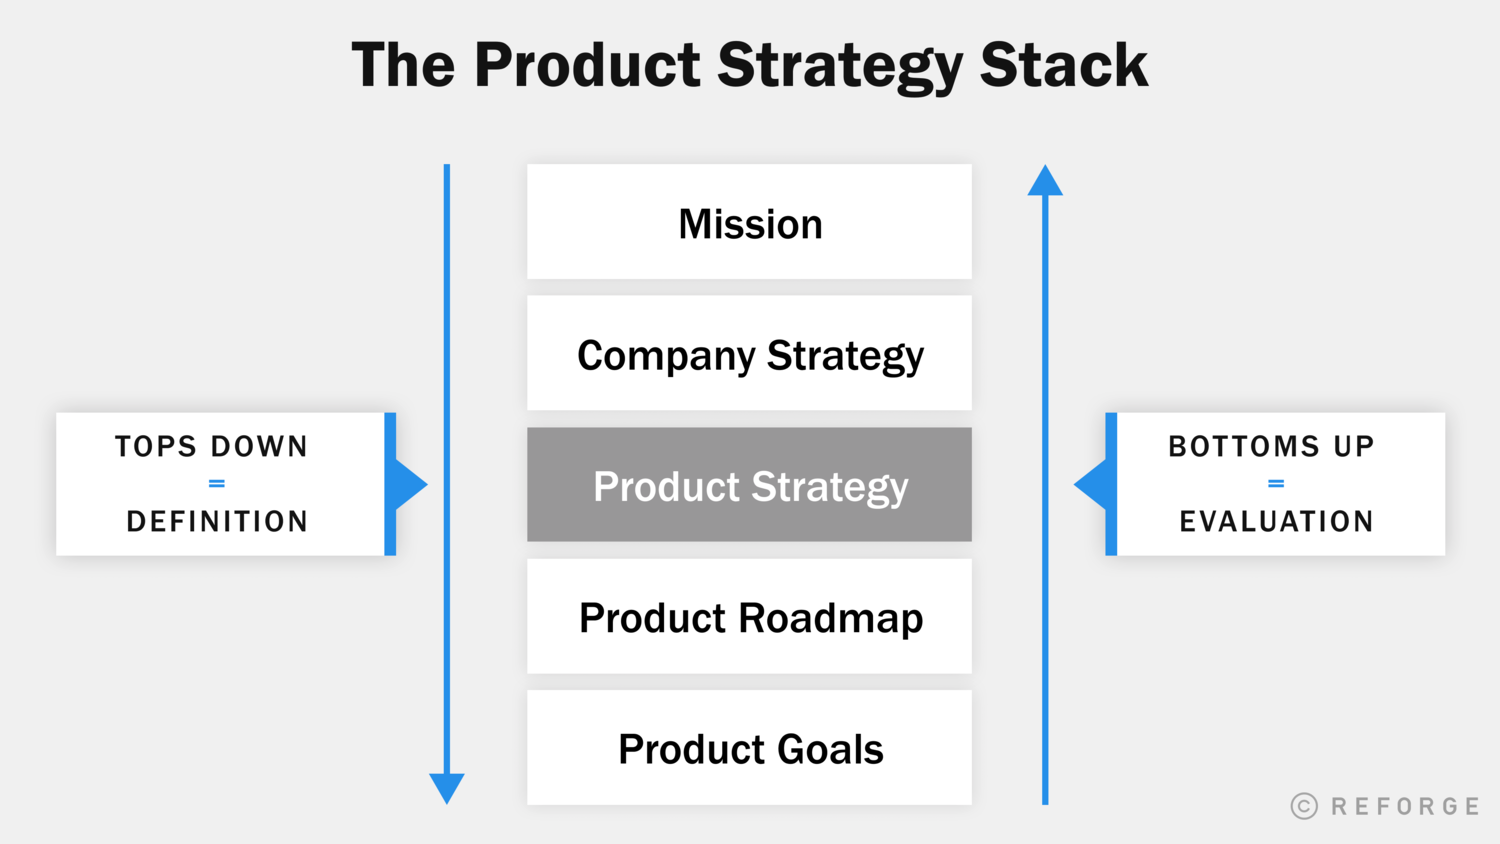 The Product Strategy Stack
Mission
Company Strategy
TOPS DOWN
=
DEFINITION
Product Strategy
BOTTOMS UP
=
EVALUATION
Product Roadmap
Product Goals
© REFORGE